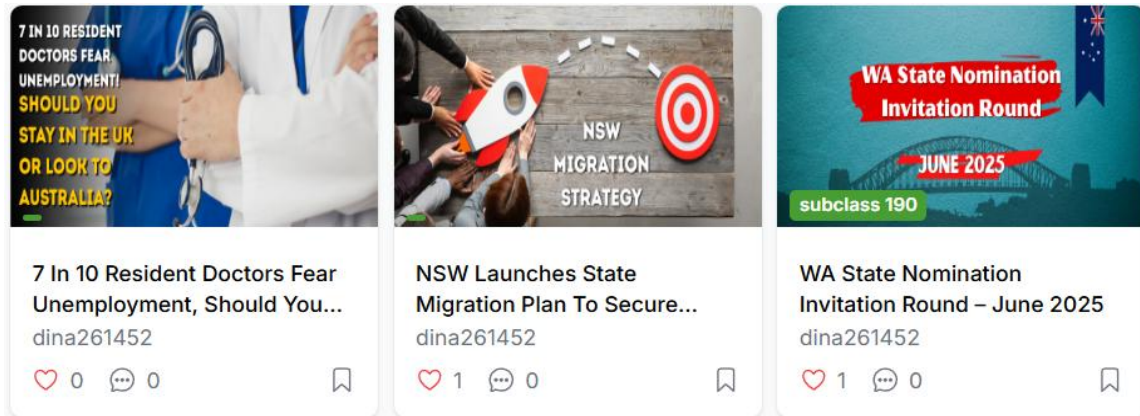 7 IN 10 RESIDENT
DOCTORS FEAR
UNEMPLOYMENT!
SHOULD YOU
STAY IN THE UK
OR LOOK TO
AUSTRALIA?
7 In 10 Resident Doctors Fear
Unemployment, Should You...
dina261452
0 0
NSW
MIGRATION
STRATEGY
NSW Launches State
Migration Plan To Secure...
dina261452
1 0
WA State Nomination
Invitation Round
JUNE 2025
subclass 190
WA State Nomination
Invitation Round – June 2025
dina261452
1 0